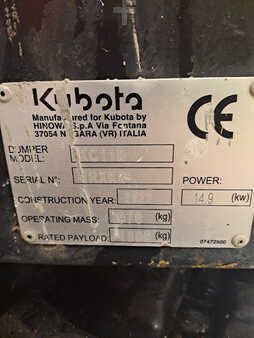 Kubota
Manufactured for Kubota by
HINOWA S.p.A Via Fontana
37054 NOGARA (VR) ITALIA
CE
DUMPER
MODEL:
SERIAL N°:
POWER:
CONSTRUCTION YEAR:
14.9 (kw)
OPERATING MASS: (kg)
RATED PAYLOAD: (kg)
07472500